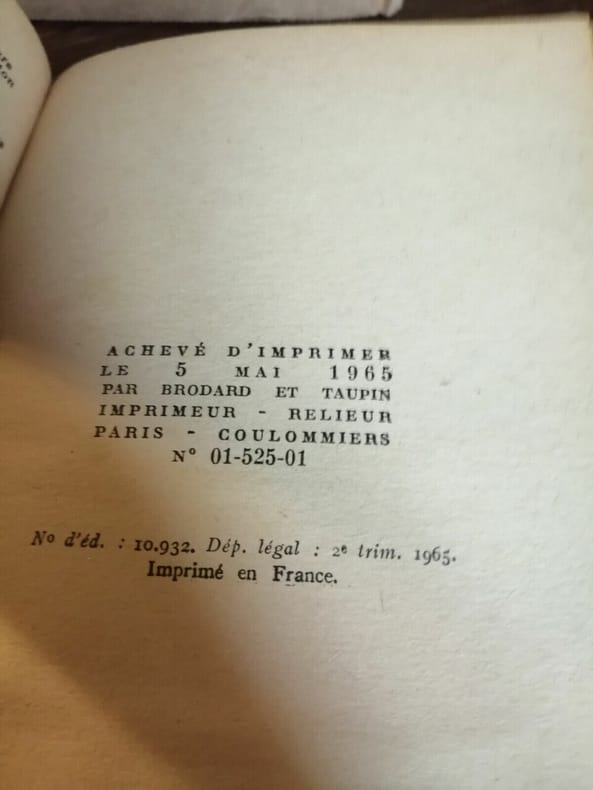 ACHEVÉ D'IMPRIMER
LE 5 MAI 1965
PAR BRODARD ET TAUPIN
IMPRIMEUR - RELIEUR
PARIS - COULOMMIERS
N° 01-525-01
No d'éd. : 10.932. Dép. légal : 2e trim. 1965.
Imprimé en France.